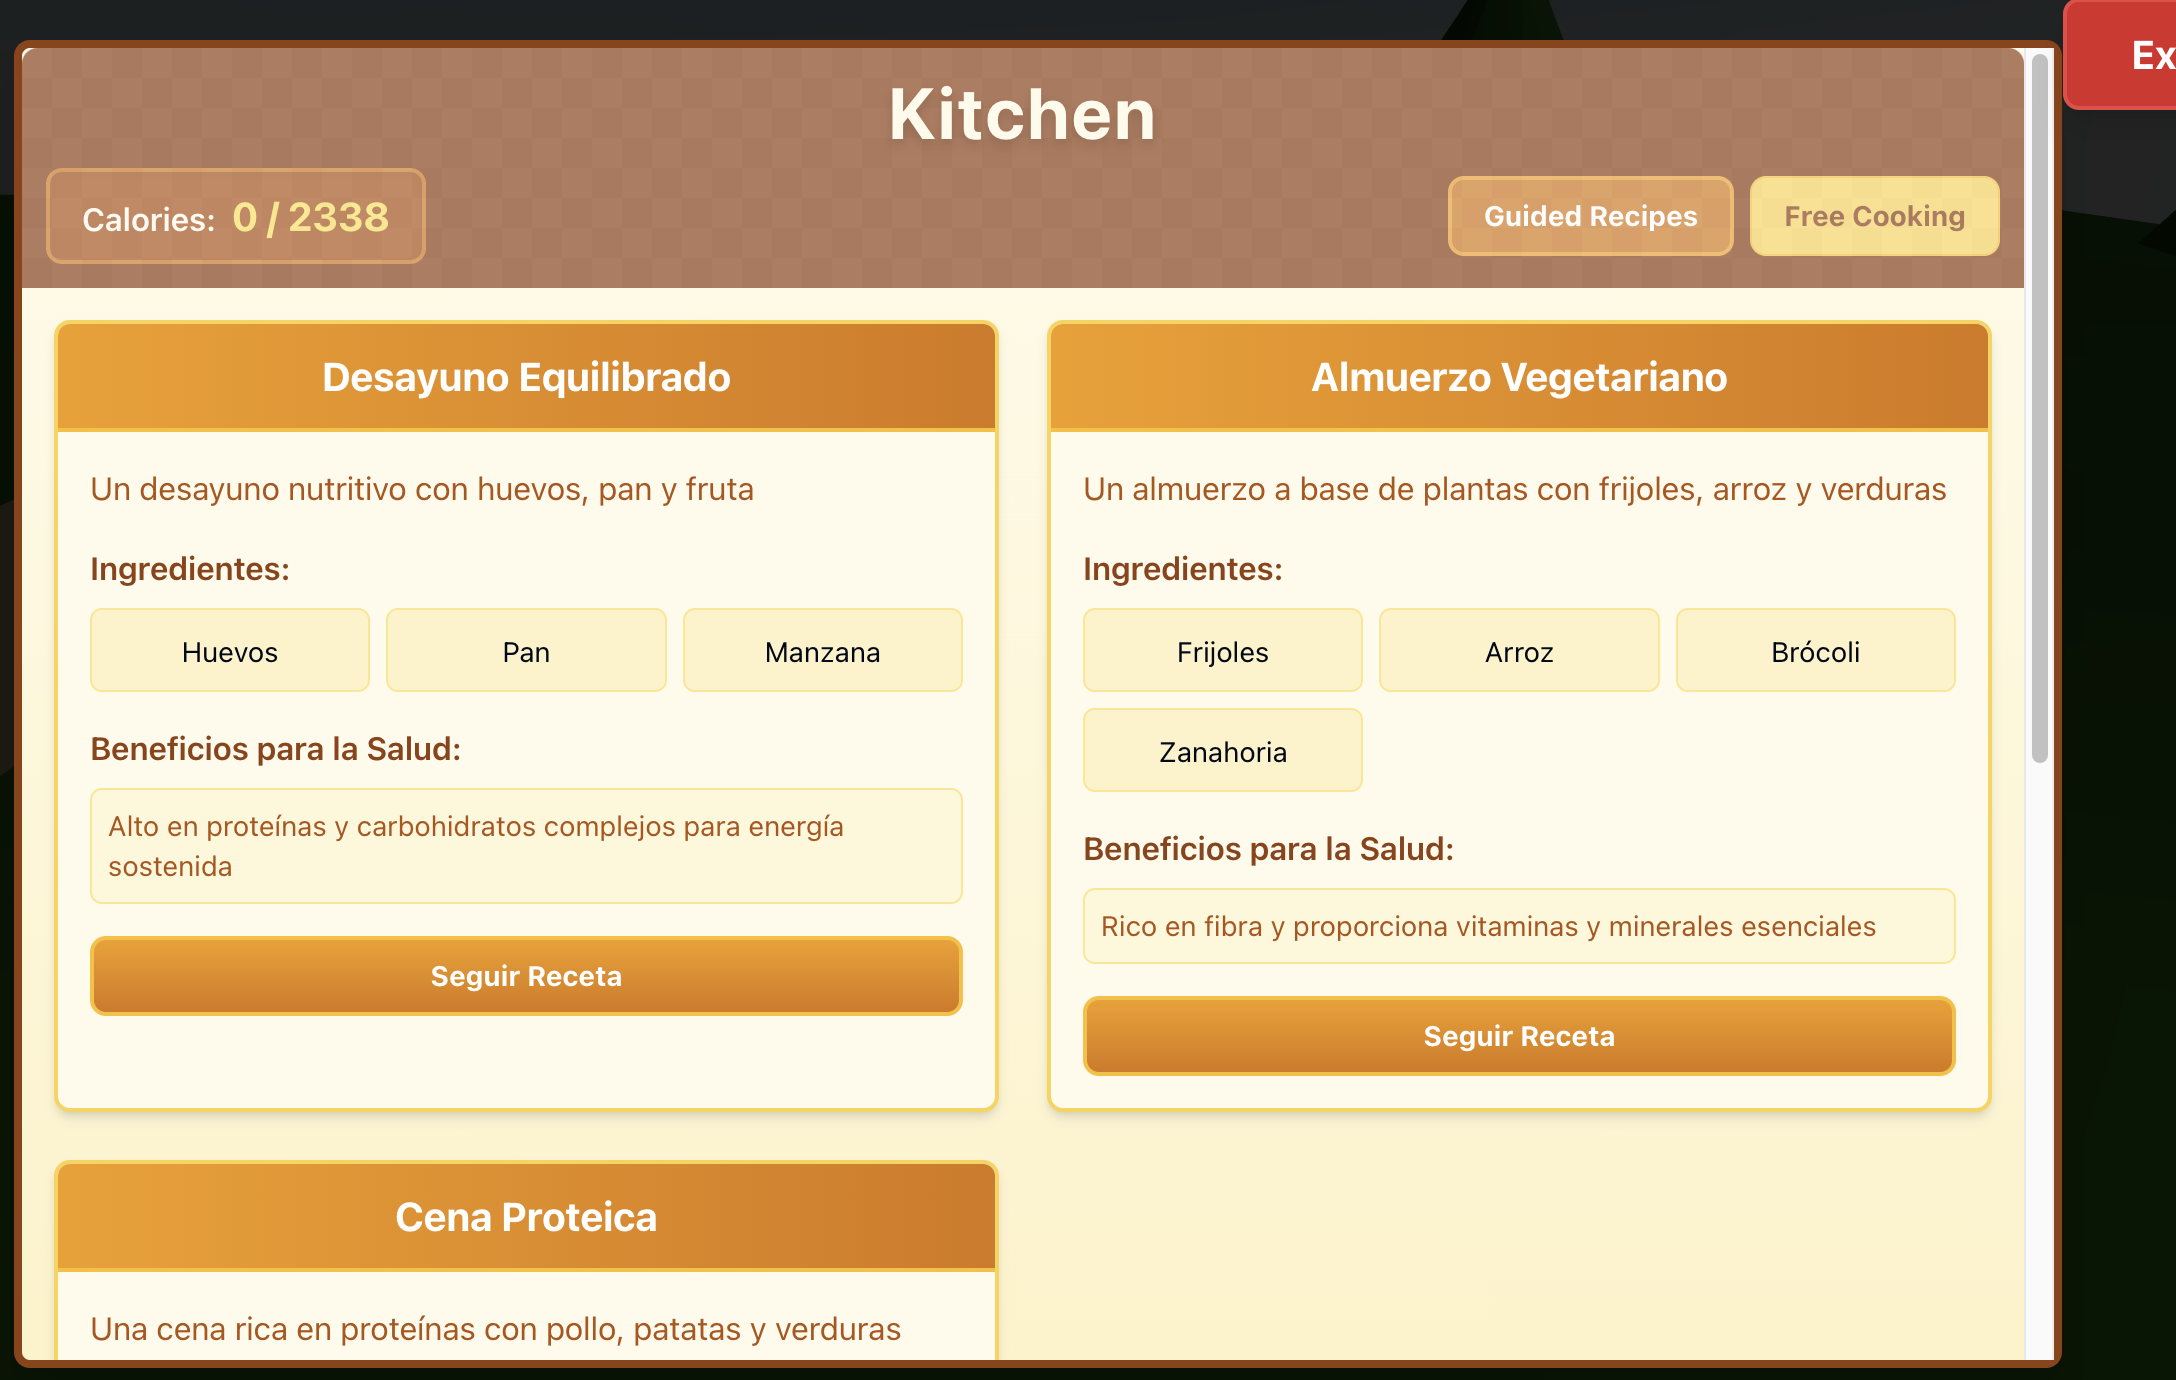 Kitchen
Ex
Calories: 0 / 2338
Guided Recipes
Free Cooking
Desayuno Equilibrado
Un desayuno nutritivo con huevos, pan y fruta
Ingredientes:
Huevos
Pan
Manzana
Beneficios para la Salud:
Alto en proteínas y carbohidratos complejos para energía
sostenida
Seguir Receta
Almuerzo Vegetariano
Un almuerzo a base de plantas con frijoles, arroz y verduras
Ingredientes:
Frijoles
Arroz
Brócoli
Zanahoria
Beneficios para la Salud:
Rico en fibra y proporciona vitaminas y minerales esenciales
Seguir Receta
Cena Proteica
Una cena rica en proteínas con pollo, patatas y verduras